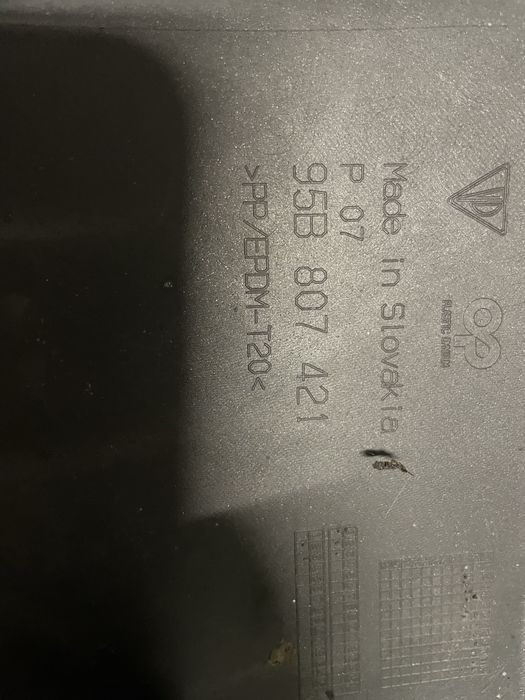 Made in Slovakia
P 07
95B 807 421
>PP/EPDM-T20<